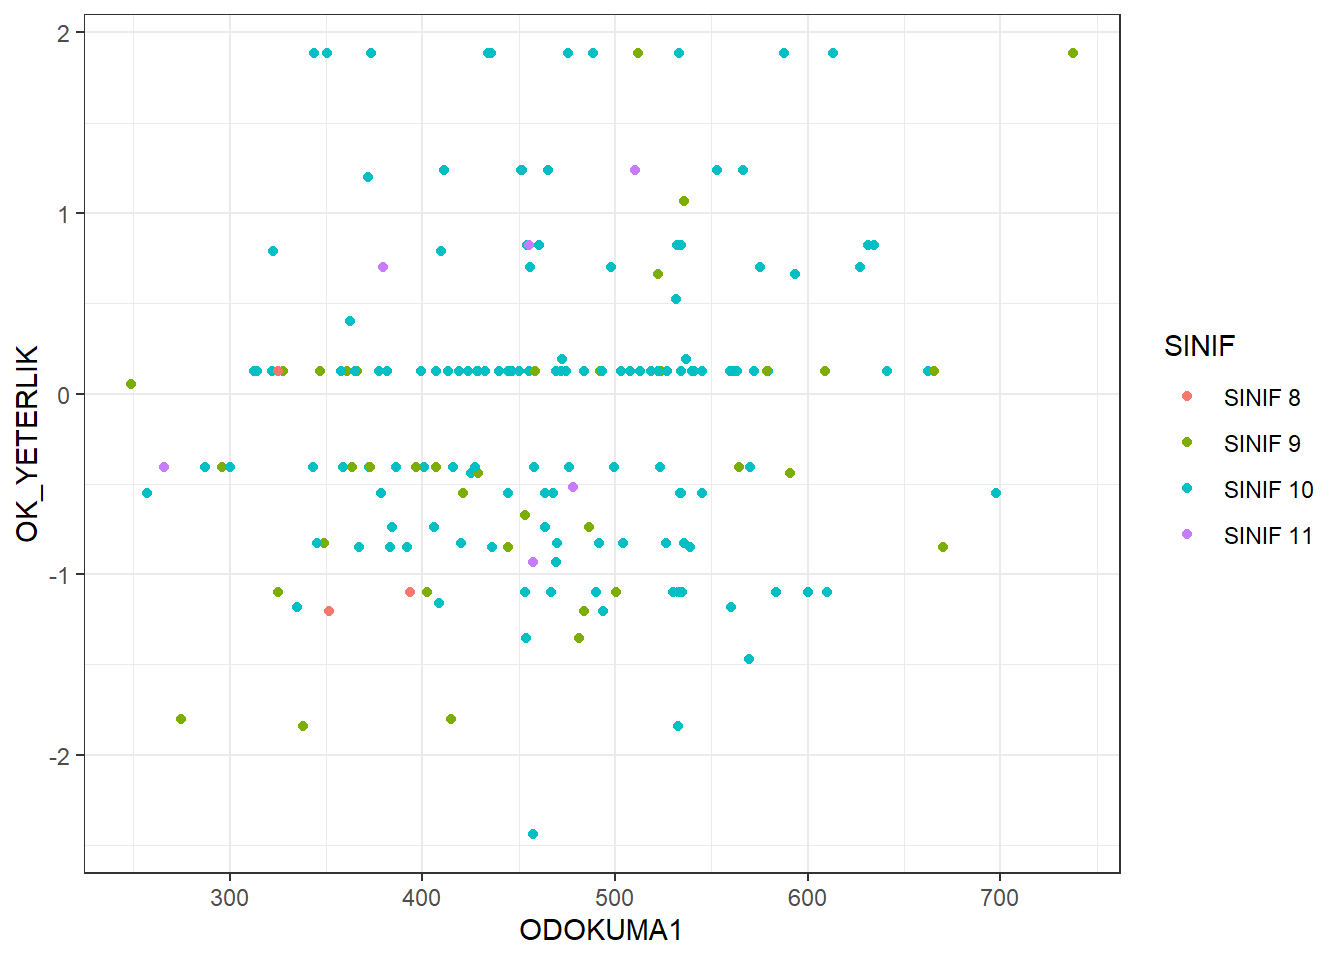 2
1
0
-1
-2
OK_YETERLIK
300 400 500 600 700
ODOKUMA1
SINIF
SINIF 8
SINIF 9
SINIF 10
SINIF 11